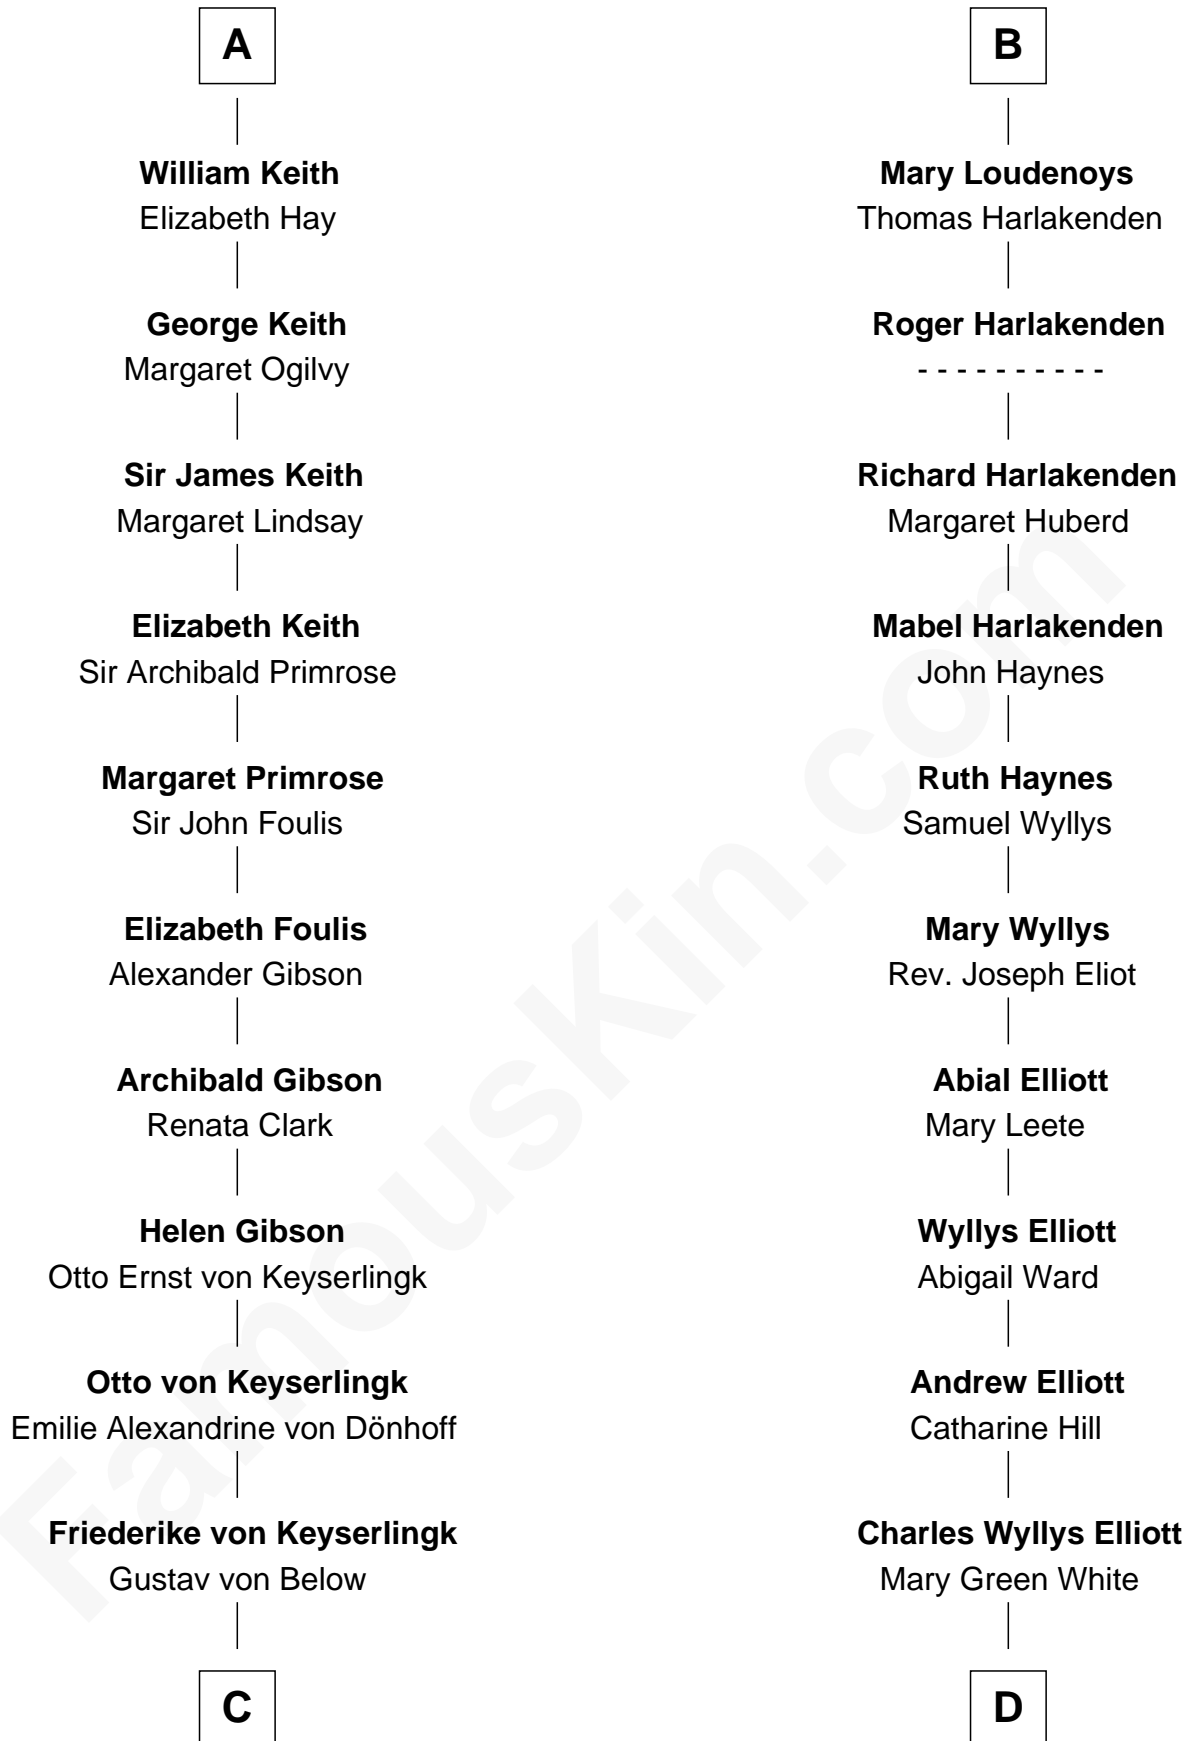 A
William Keith
Elizabeth Hay
George Keith
Margaret Ogilvy
Sir James Keith
Margaret Lindsay
Elizabeth Keith
Sir Archibald Primrose
Margaret Primrose
Sir John Foulis
Elizabeth Foulis
Alexander Gibson
Archibald Gibson
Renata Clark
Helen Gibson
Otto Ernst von Keyserlingk
Otto von Keyserlingk
Emilie Alexandrine von Dönhoff
Friederike von Keyserlingk
Gustav von Below
C
B
Mary Loudenoys
Thomas Harlakenden
Roger Harlakenden
- - - - - - - - - -
Richard Harlakenden
Margaret Huberd
Mabel Harlakenden
John Haynes
Ruth Haynes
Samuel Wyllys
Mary Wyllys
Rev. Joseph Eliot
Abial Elliott
Mary Leete
Wyllys Elliott
Abigail Ward
Andrew Elliott
Catharine Hill
Charles Wyllys Elliott
Mary Green White
D
FamousKin.com